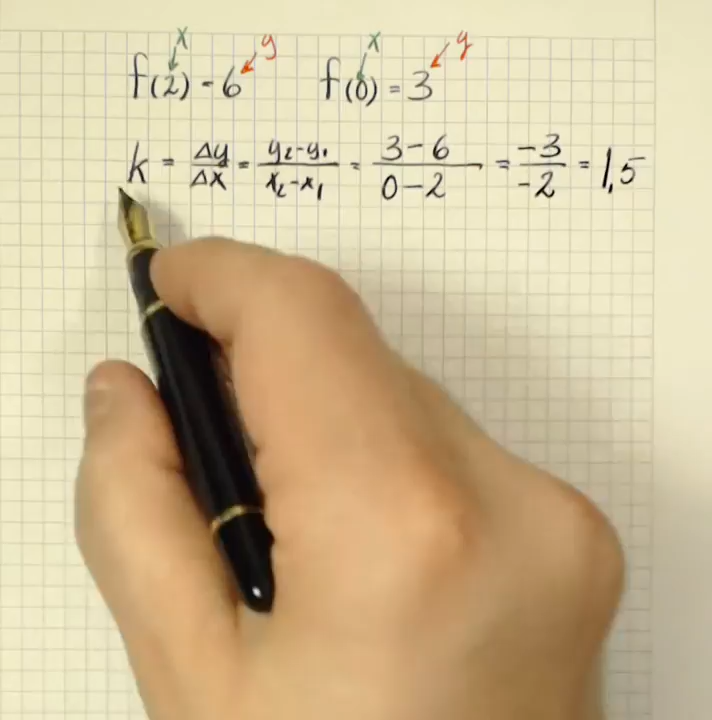 x y x y
f(2) = 6 f(0) = 3
k = Δy/Δx = y₂-y₁/x₂-x₁ = 3-6/0-2 = -3/-2 = 1,5